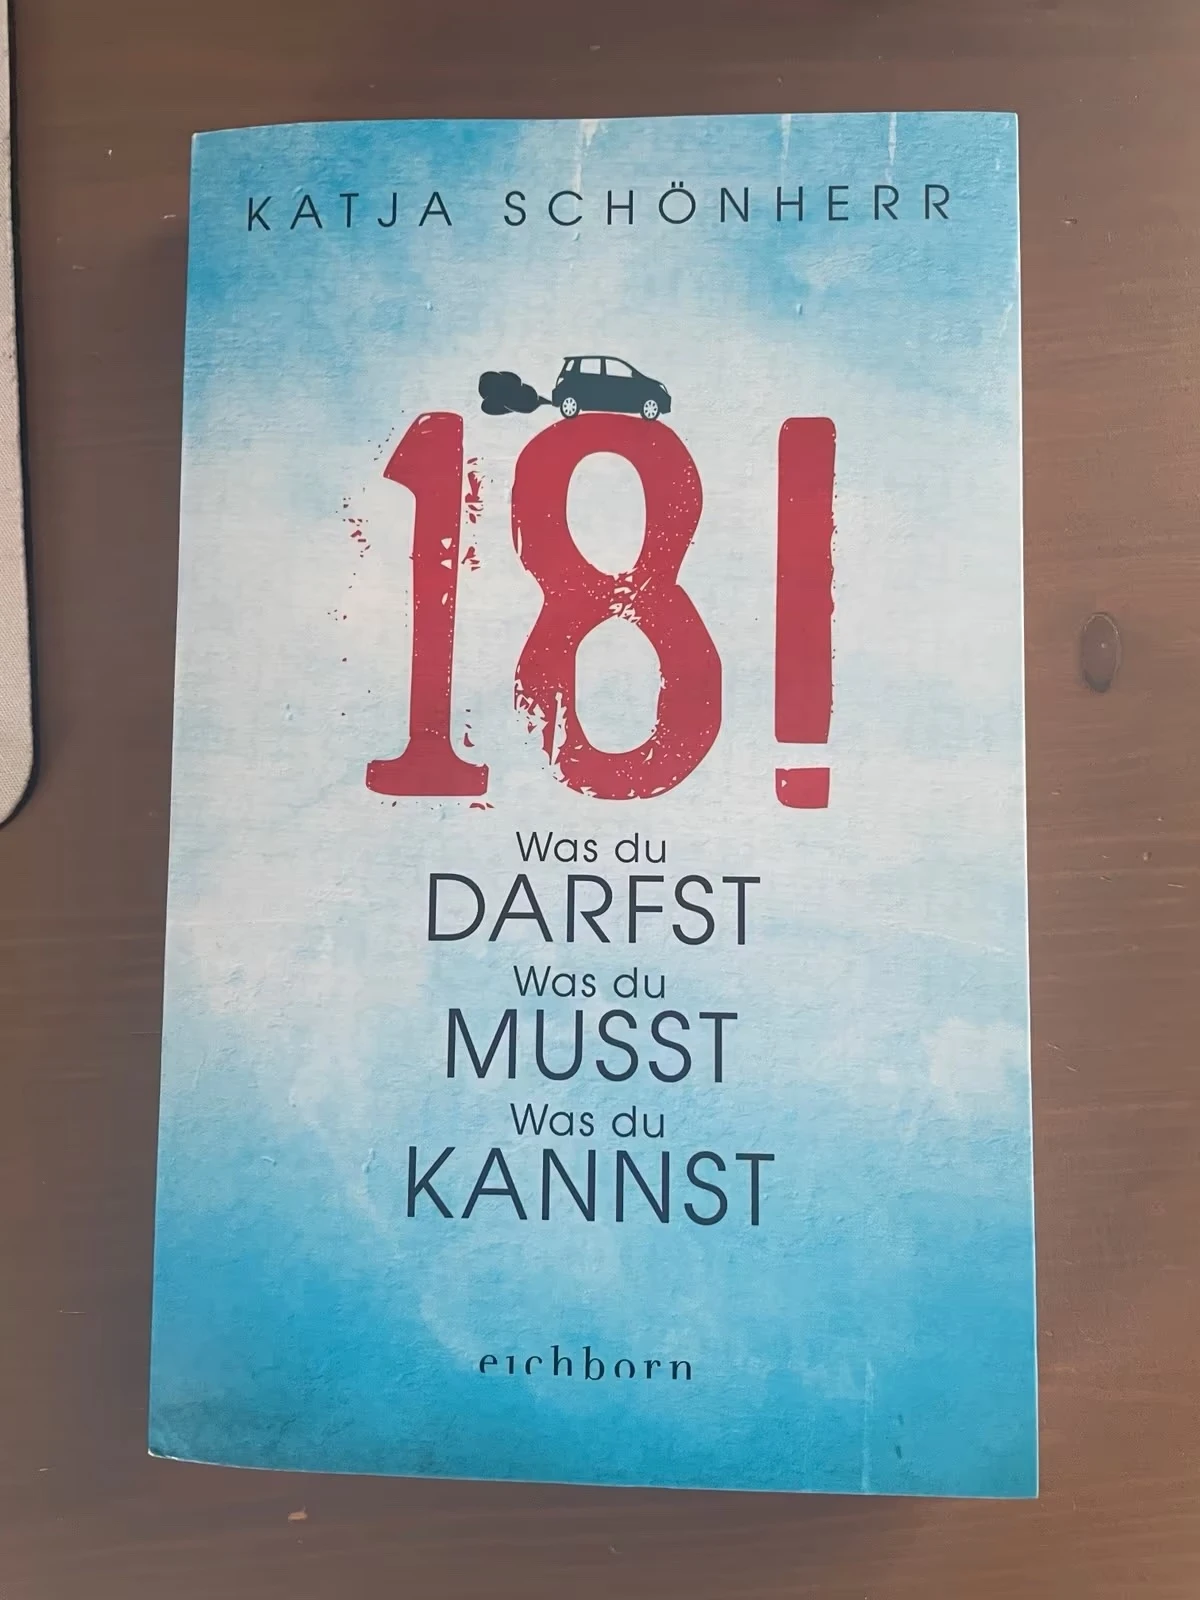 KATJA SCHÖNHERR
18!
Was du
DARFST
Was du
MUSST
Was du
KANNST
eichborn